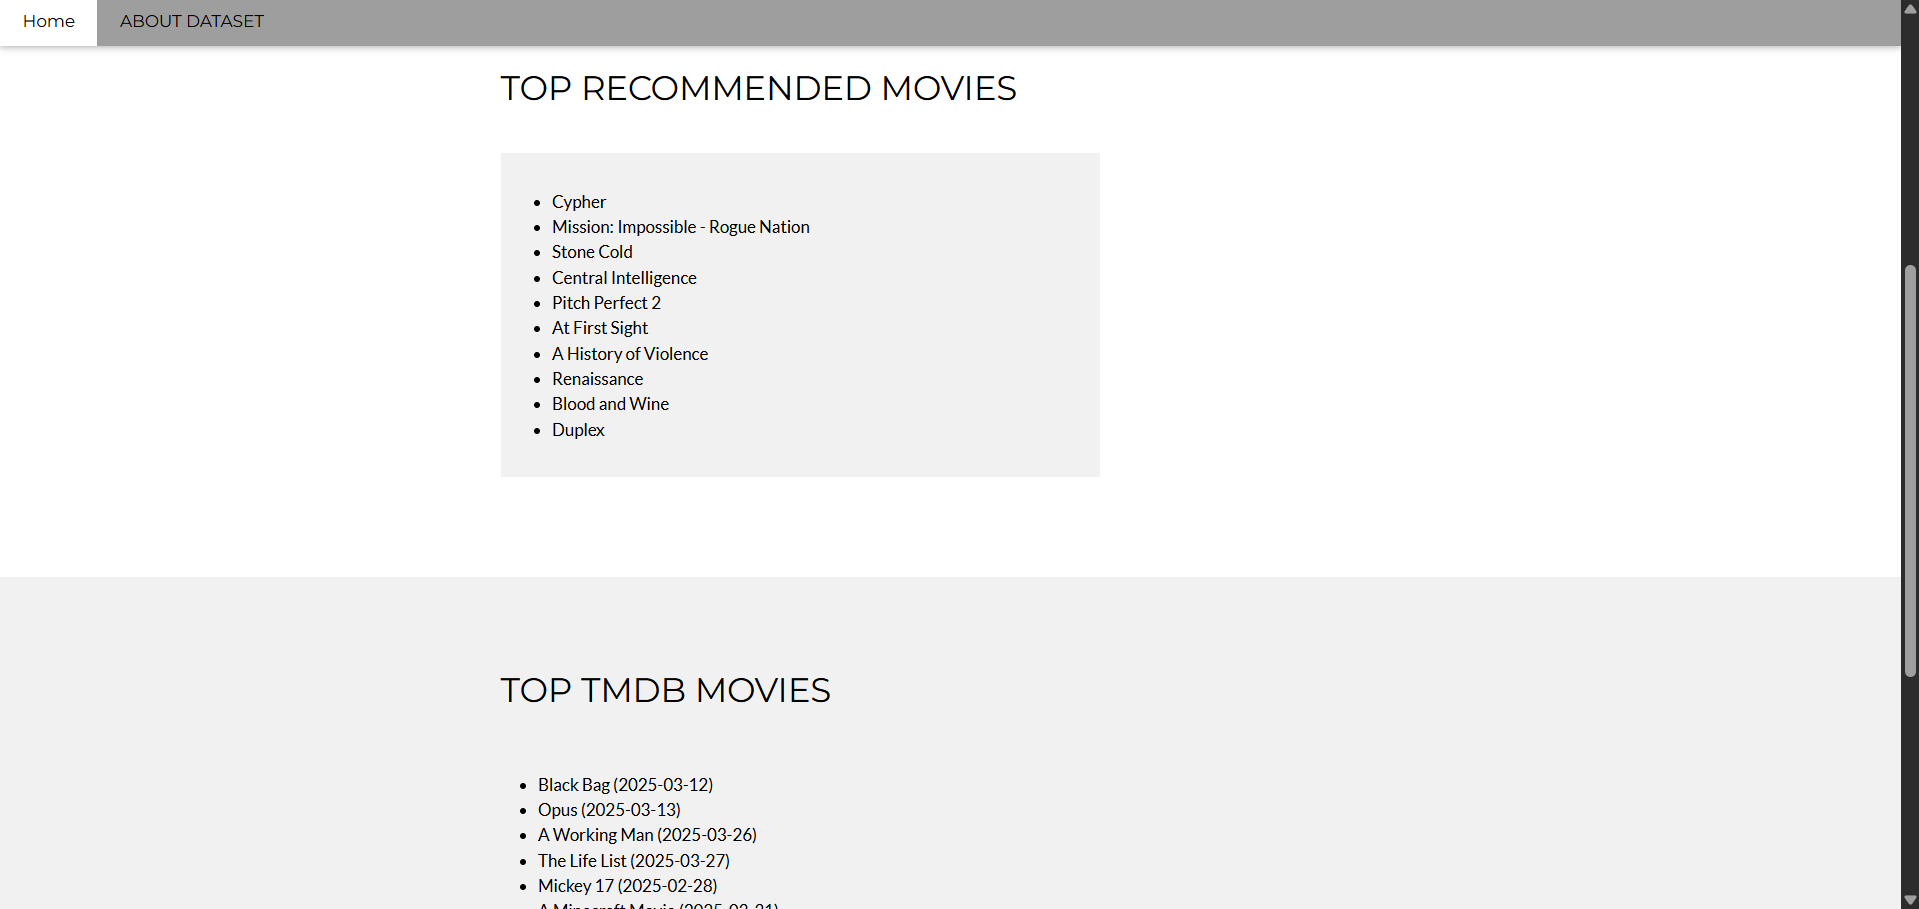 Home
ABOUT DATASET
TOP RECOMMENDED MOVIES
Cypher
Mission: Impossible - Rogue Nation
Stone Cold
Central Intelligence
Pitch Perfect 2
At First Sight
A History of Violence
Renaissance
Blood and Wine
Duplex
TOP TMDB MOVIES
Black Bag (2025-03-12)
Opus (2025-03-13)
A Working Man (2025-03-26)
The Life List (2025-03-27)
Mickey 17 (2025-02-28)
A Minecraft Movie